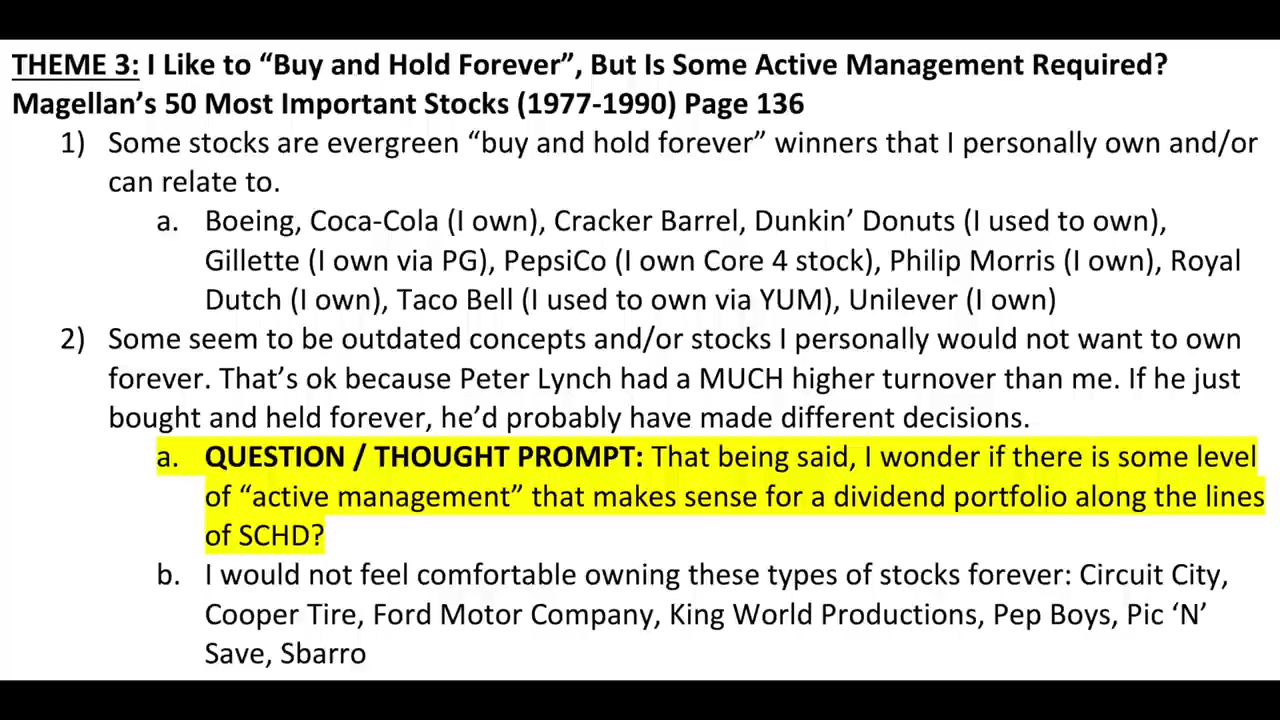 THEME 3: I Like to “Buy and Hold Forever”, But Is Some Active Management Required?
Magellan’s 50 Most Important Stocks (1977-1990) Page 136
1) Some stocks are evergreen “buy and hold forever” winners that I personally own and/or
can relate to.
a. Boeing, Coca-Cola (I own), Cracker Barrel, Dunkin’ Donuts (I used to own),
Gillette (I own via PG), PepsiCo (I own Core 4 stock), Philip Morris (I own), Royal
Dutch (I own), Taco Bell (I used to own via YUM), Unilever (I own)
2) Some seem to be outdated concepts and/or stocks I personally would not want to own
forever. That’s ok because Peter Lynch had a MUCH higher turnover than me. If he just
bought and held forever, he’d probably have made different decisions.
a. QUESTION / THOUGHT PROMPT: That being said, I wonder if there is some level
of “active management” that makes sense for a dividend portfolio along the lines
of SCHD?
b. I would not feel comfortable owning these types of stocks forever: Circuit City,
Cooper Tire, Ford Motor Company, King World Productions, Pep Boys, Pic ‘N’
Save, Sbarro